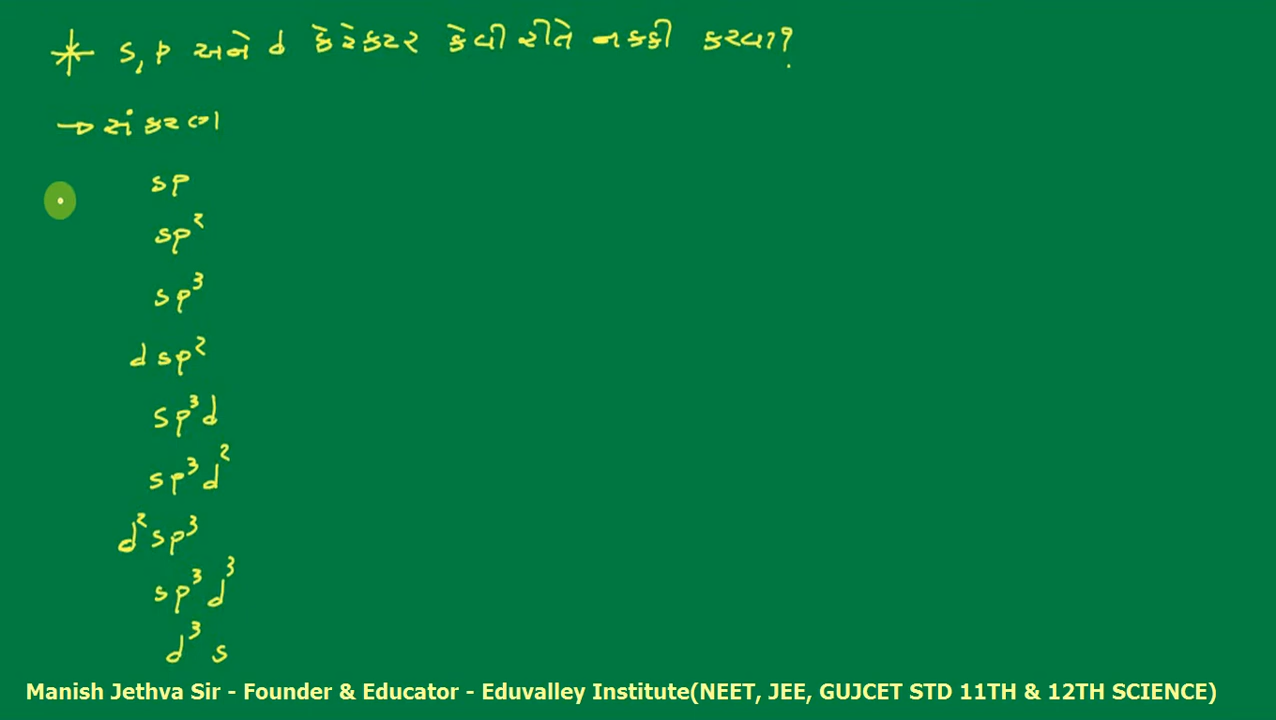 * s, p અને d કેરેક્ટર કેવી રીતે નક્કી કરવા?
→ સંકરણ
sp
sp²
sp³
dsp²
sp³d
sp³d²
d²sp³
sp³d³
d³s
Manish Jethva Sir - Founder & Educator - Eduvalley Institute(NEET, JEE, GUJCET STD 11TH & 12TH SCIENCE)